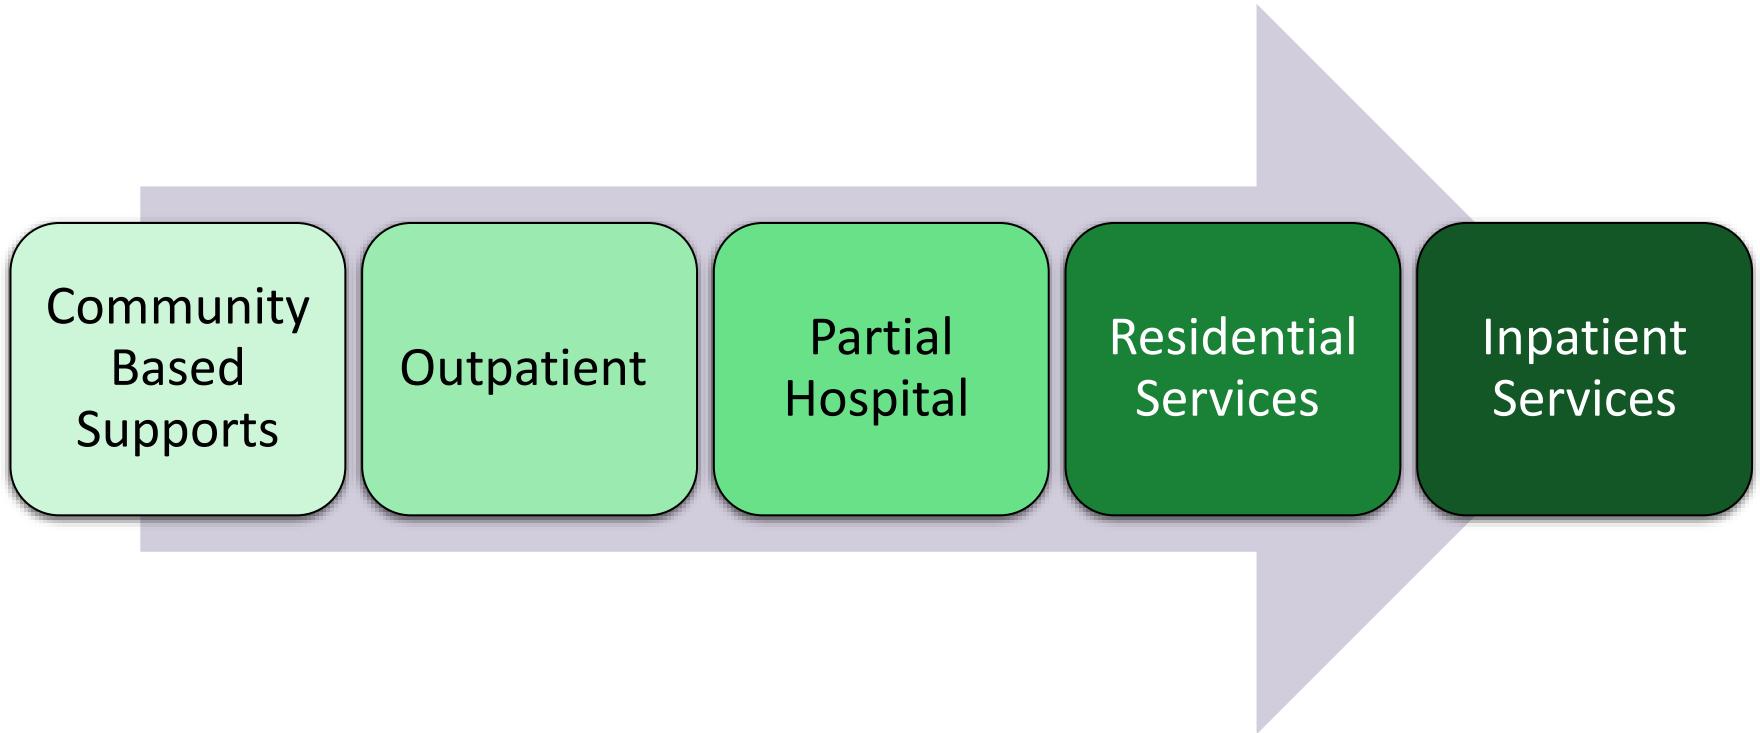 Community
Based
Supports
Outpatient
Partial
Hospital
Residential
Services
Inpatient
Services